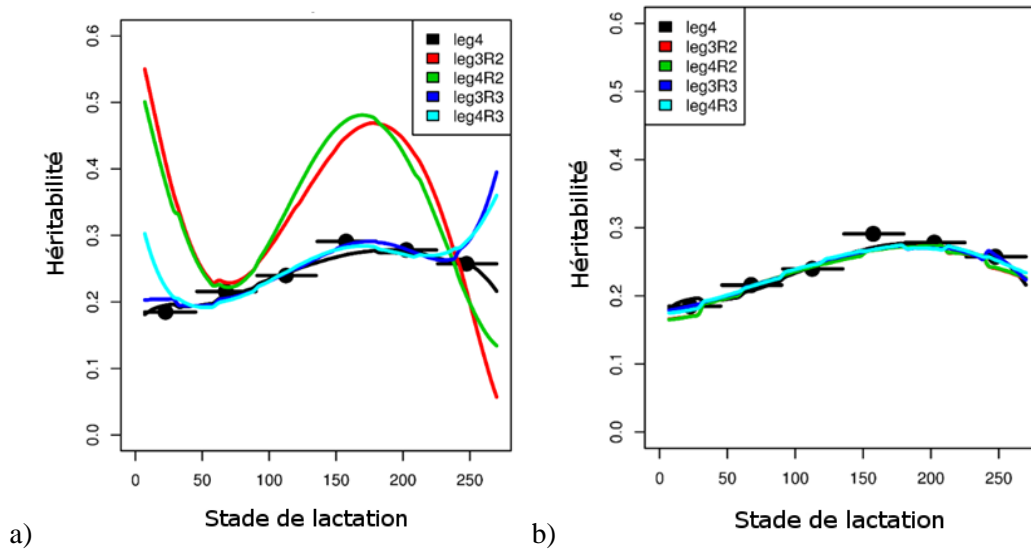 leg4
leg3R2
leg4R2
leg3R3
leg4R3
Héritabilité
0.0 0.1 0.2 0.3 0.4 0.5 0.6
0 50 100 150 200 250
Stade de lactation
a)
leg4
leg3R2
leg4R2
leg3R3
leg4R3
Héritabilité
0.0 0.1 0.2 0.3 0.4 0.5 0.6
0 50 100 150 200 250
Stade de lactation
b)